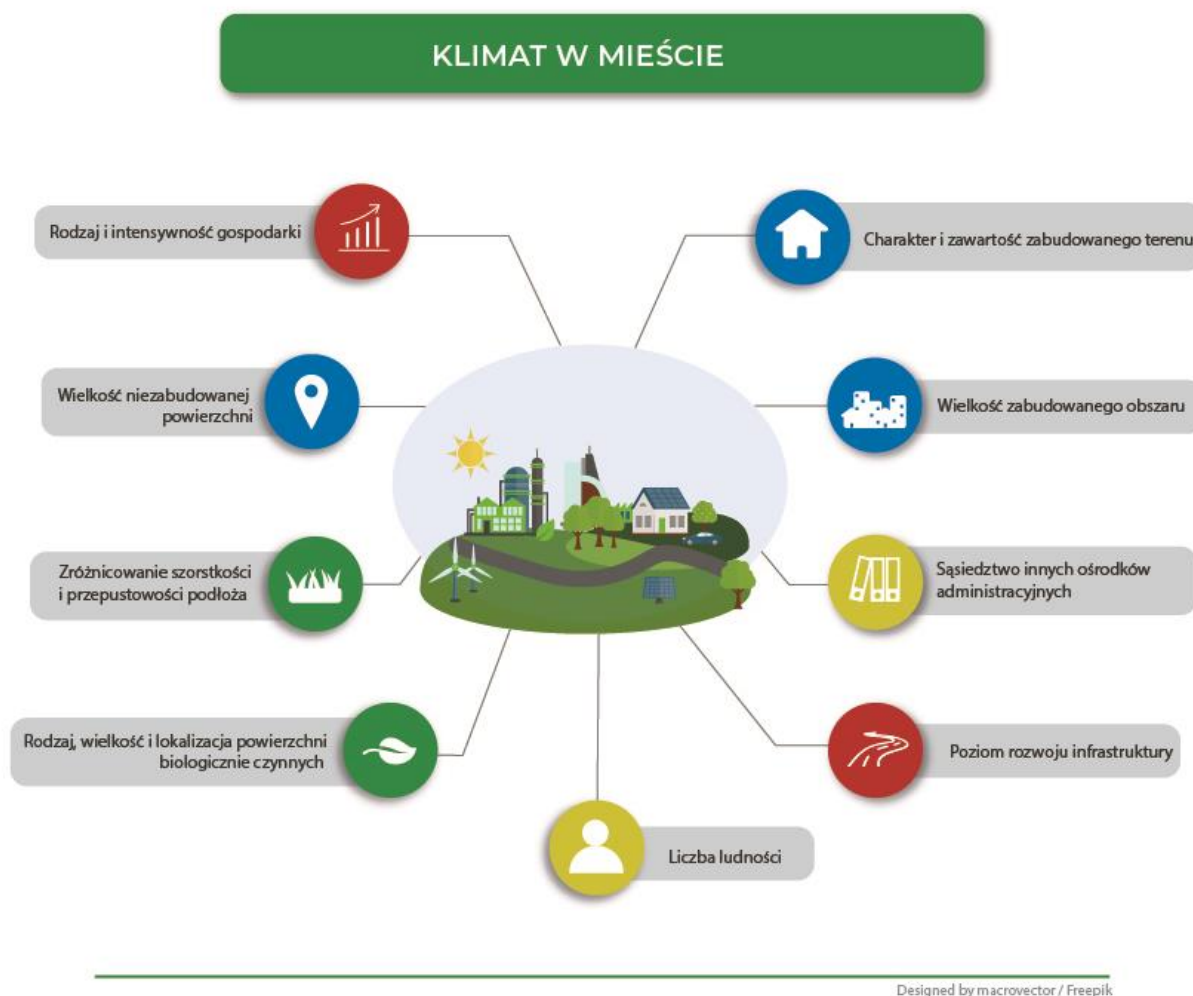 KLIMAT W MIEŚCIE
Rodzaj i intensywność gospodarki
Charakter i zawartość zabudowanego terenu
Wielkość niezabudowanej
powierzchni
Wielkość zabudowanego obszaru
Zróżnicowanie szorstkości
i przepustowości podłoża
Sąsiedztwo innych ośrodków
administracyjnych
Rodzaj, wielkość i lokalizacja powierzchni
biologicznie czynnych
Poziom rozwoju infrastruktury
Liczba ludności
Designed by macrovector / Freepik